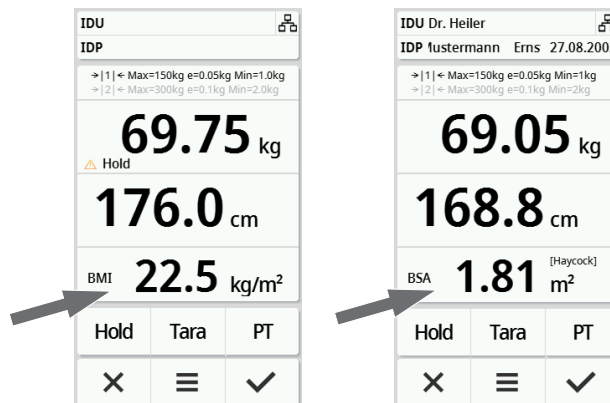 IDU
IDP
→|1|← Max=150kg e=0.05kg Min=1.0kg
→|2|← Max=300kg e=0.1kg Min=2.0kg
69.75 kg
Hold
176.0 cm
BMI 22.5 kg/m²
Hold Tara PT
IDU Dr. Heiler
IDP lustermann Erns 27.08.200
→|1|← Max=150kg e=0.05kg Min=1kg
→|2|← Max=300kg e=0.1kg Min=2kg
69.05 kg
168.8 cm
BSA 1.81 [Haycock] m²
Hold Tara PT